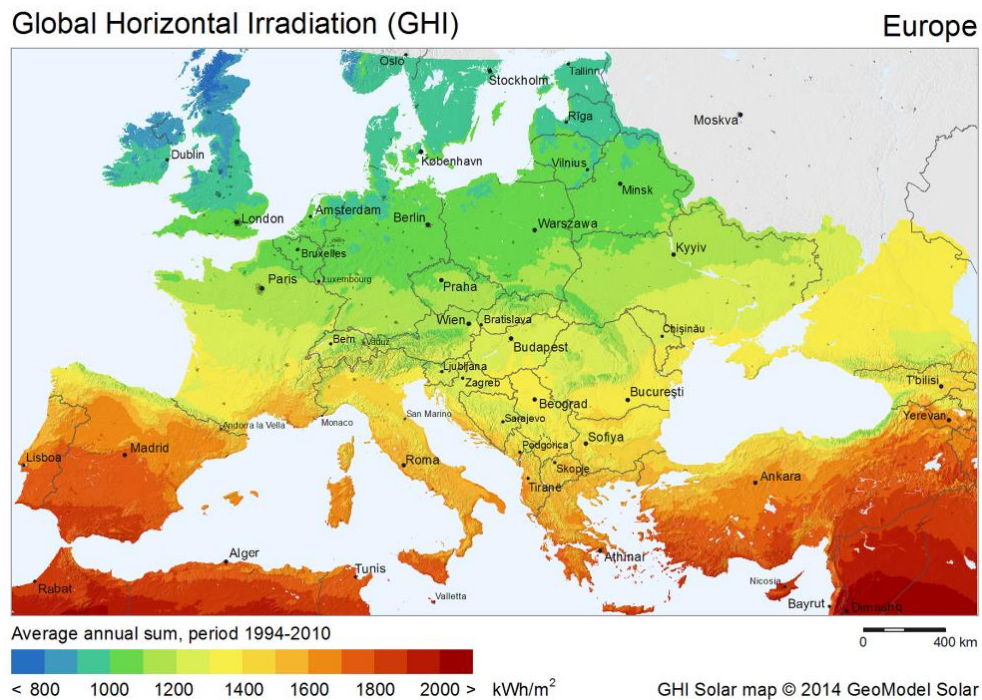 Global Horizontal Irradiation (GHI) Europe
Oslo
Stockholm
Tallinn
Rīga
Moskva
Dublin
København
Vilnius
Minsk
London
Amsterdam
Berlin
Warszawa
Bruxelles
Kyyiv
Paris
Luxembourg
Praha
Wien
Bratislava
Chişinău
Bern
Vaduz
Budapest
Ljubljana
Zagreb
T'bilisi
Beograd
Bucureşti
San Marino
Sarajevo
Yerevan
Andorra la Vella
Monaco
Madrid
Podgorica
Sofiya
Lisboa
Roma
Skopje
Ankara
Tiranë
Alger
Athínai
Tunis
Rabat
Nicosia
Valletta
Bayrut
Dimashq
Average annual sum, period 1994-2010
0 400 km
< 800 1000 1200 1400 1600 1800 2000 > kWh/m²
GHI Solar map © 2014 GeoModel Solar